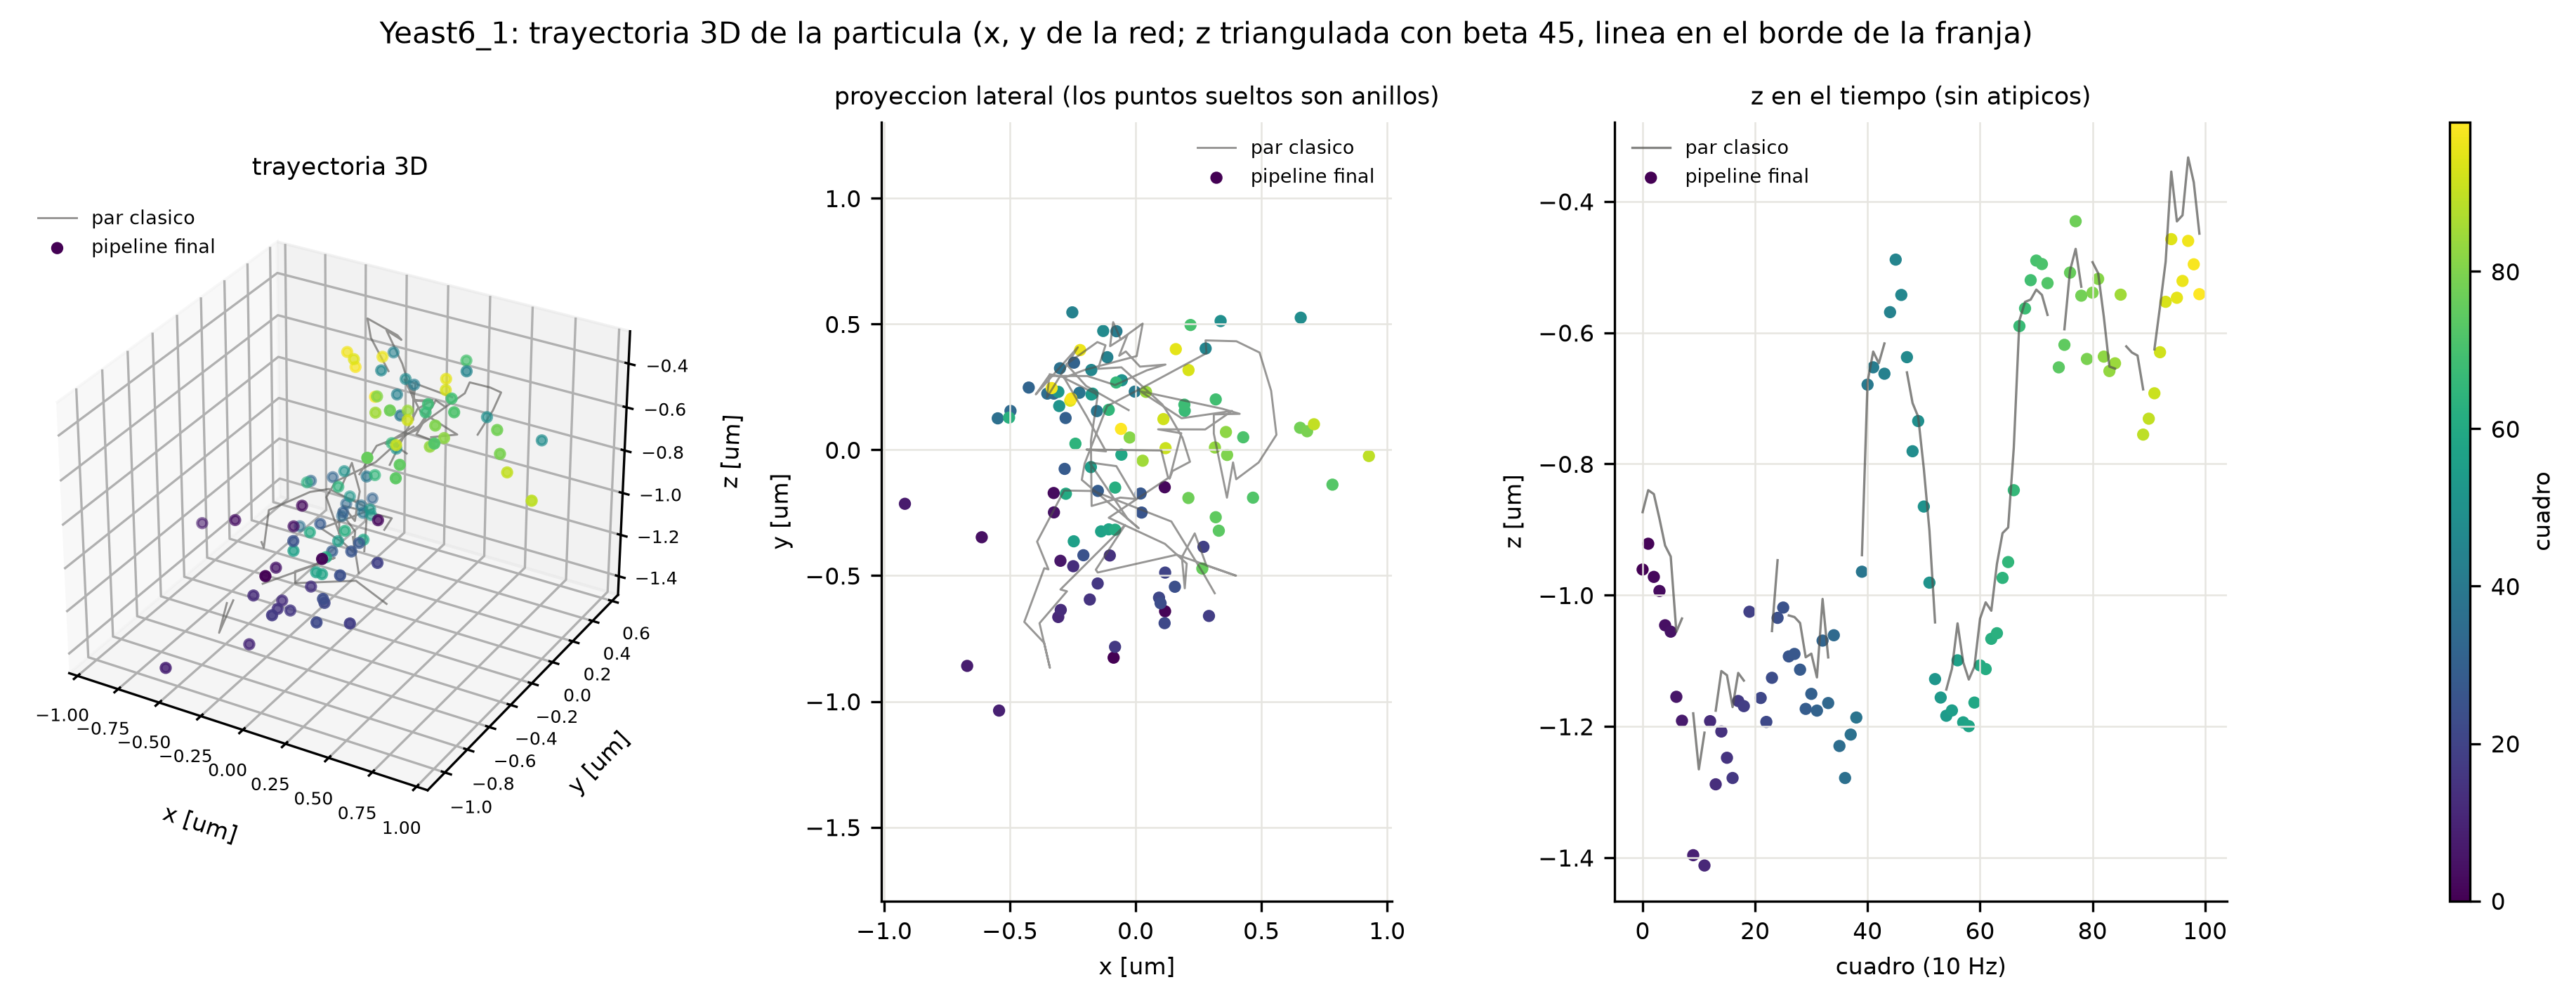 Yeast6_1: trayectoria 3D de la particula (x, y de la red; z triangulada con beta 45, linea en el borde de la franja)
trayectoria 3D
par clasico
pipeline final
−0.4
−0.6
−0.8
−1.0
−1.2
−1.4
z [um]
0.6
0.4
0.2
0.0
−0.2
−0.4
−0.6
−0.8
−1.0
y [um]
−1.00
−0.75
−0.50
−0.25
0.00
0.25
0.50
0.75
1.00
x [um]
proyeccion lateral (los puntos sueltos son anillos)
par clasico
pipeline final
1.0
0.5
0.0
−0.5
−1.0
−1.5
y [um]
−1.0 −0.5 0.0 0.5 1.0
x [um]
z en el tiempo (sin atipicos)
par clasico
pipeline final
−0.4
−0.6
−0.8
−1.0
−1.2
−1.4
z [um]
0 20 40 60 80 100
cuadro (10 Hz)
80
60
40
20
0
cuadro